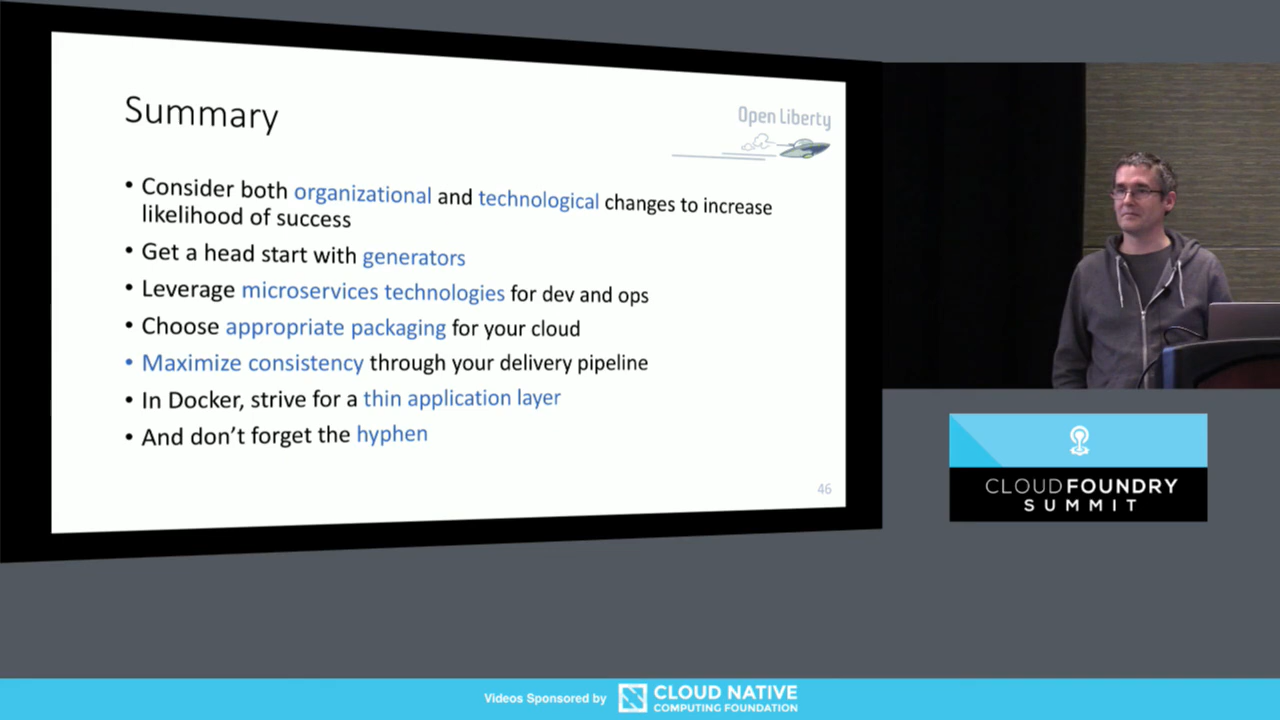 Summary
Open Liberty
• Consider both organizational and technological changes to increase
likelihood of success
• Get a head start with generators
• Leverage microservices technologies for dev and ops
• Choose appropriate packaging for your cloud
• Maximize consistency through your delivery pipeline
• In Docker, strive for a thin application layer
• And don't forget the hyphen
46
CLOUDFOUNDRY
SUMMIT
Videos Sponsored by
CLOUD NATIVE
COMPUTING FOUNDATION